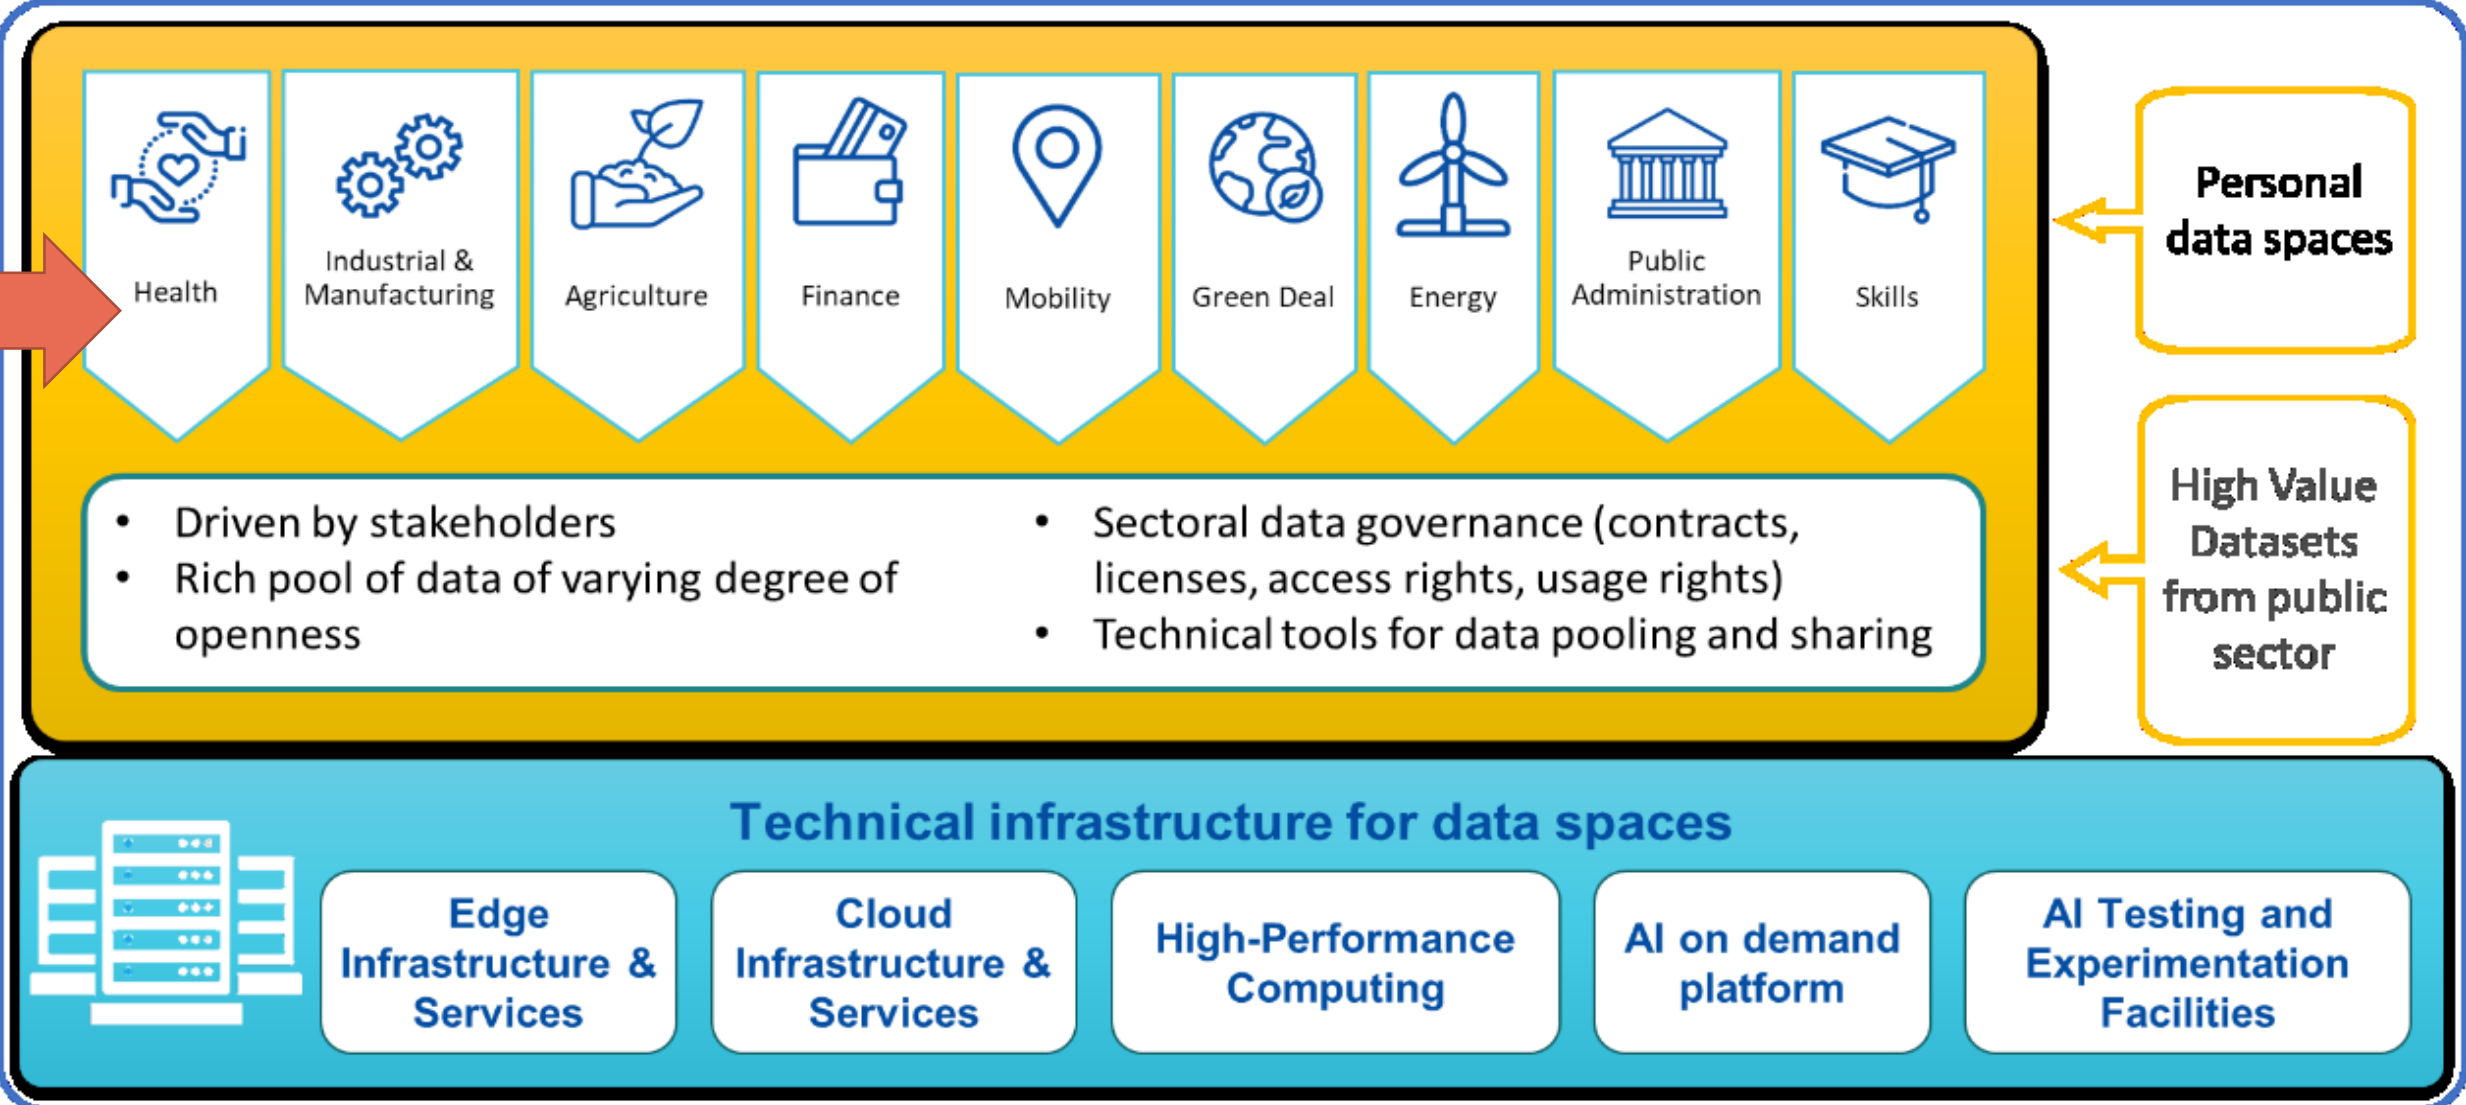 Health
Industrial &
Manufacturing
Agriculture
Finance
Mobility
Green Deal
Energy
Public
Administration
Skills
Personal
data spaces
• Driven by stakeholders
• Rich pool of data of varying degree of
openness
• Sectoral data governance (contracts,
licenses, access rights, usage rights)
• Technical tools for data pooling and sharing
High Value
Datasets
from public
sector
Technical infrastructure for data spaces
Edge
Infrastructure &
Services
Cloud
Infrastructure &
Services
High-Performance
Computing
AI on demand
platform
AI Testing and
Experimentation
Facilities